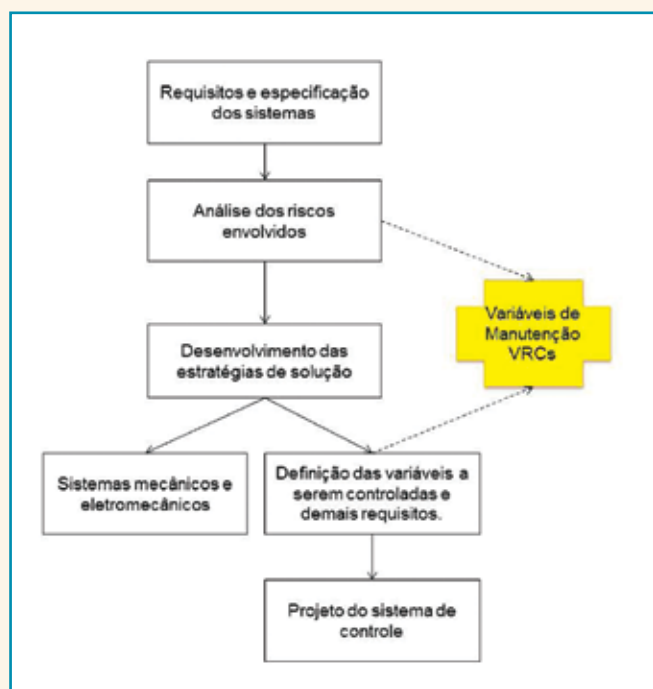 Requisitos e especificação
dos sistemas
Análise dos riscos
envolvidos
Variáveis de
Manutenção
VRCs
Desenvolvimento das
estratégias de solução
Sistemas mecânicos e
eletromecânicos
Definição das variáveis a
serem controladas e
demais requisitos.
Projeto do sistema de
controle